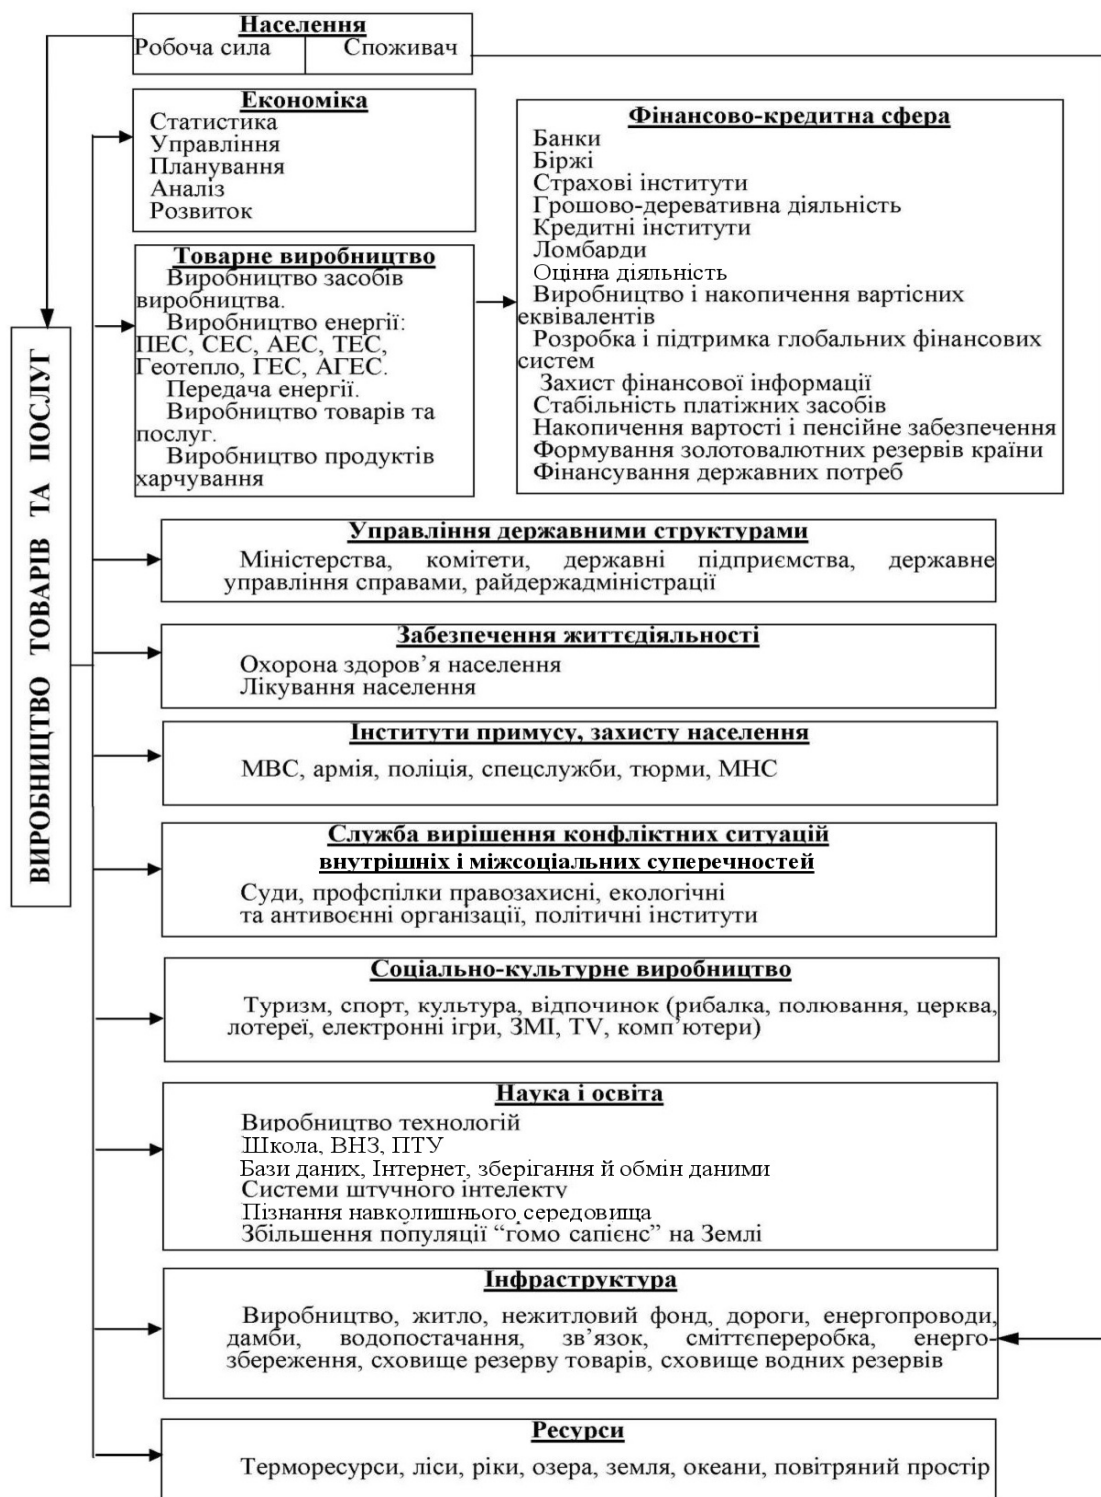 Населення
Робоча сила Споживач
Економіка
Статистика
Управління
Планування
Аналіз
Розвиток
Фінансово-кредитна сфера
Банки
Біржі
Страхові інститути
Грошово-деревативна діяльність
Кредитні інститути
Ломбарди
Оцінна діяльність
Виробництво і накопичення вартісних
еквівалентів
Розробка і підтримка глобальних фінансових
систем
Захист фінансової інформації
Стабільність платіжних засобів
Накопичення вартості і пенсійне забезпечення
Формування золотовалютних резервів країни
Фінансування державних потреб
Товарне виробництво
Виробництво засобів
виробництва.
Виробництво енергії:
ПЕС, СЕС, АЕС, ТЕС,
Геотепло, ГЕС, АГЕС.
Передача енергії.
Виробництво товарів та
послуг.
Виробництво продуктів
харчування
ВИРОБНИЦТВО ТОВАРІВ ТА ПОСЛУГ
Управління державними структурами
Міністерства, комітети, державні підприємства, державне
управління справами, райдержадміністрації
Забезпечення життєдіяльності
Охорона здоров’я населення
Лікування населення
Інститути примусу, захисту населення
МВС, армія, поліція, спецслужби, тюрми, МНС
Служба вирішення конфліктних ситуацій
внутрішніх і міжсоціальних суперечностей
Суди, профспілки правозахисні, екологічні
та антивоєнні організації, політичні інститути
Соціально-культурне виробництво
Туризм, спорт, культура, відпочинок (рибалка, полювання, церква,
лотереї, електронні ігри, ЗМІ, TV, комп’ютери)
Наука і освіта
Виробництво технологій
Школа, ВНЗ, ПТУ
Бази даних, Інтернет, зберігання й обмін даними
Системи штучного інтелекту
Пізнання навколишнього середовища
Збільшення популяції “гомо сапієнс” на Землі
Інфраструктура
Виробництво, житло, нежитловий фонд, дороги, енергопроводи,
дамби, водопостачання, зв’язок, сміттєпереробка, енерго-
збереження, сховище резерву товарів, сховище водних резервів
Ресурси
Терморесурси, ліси, ріки, озера, земля, океани, повітряний простір